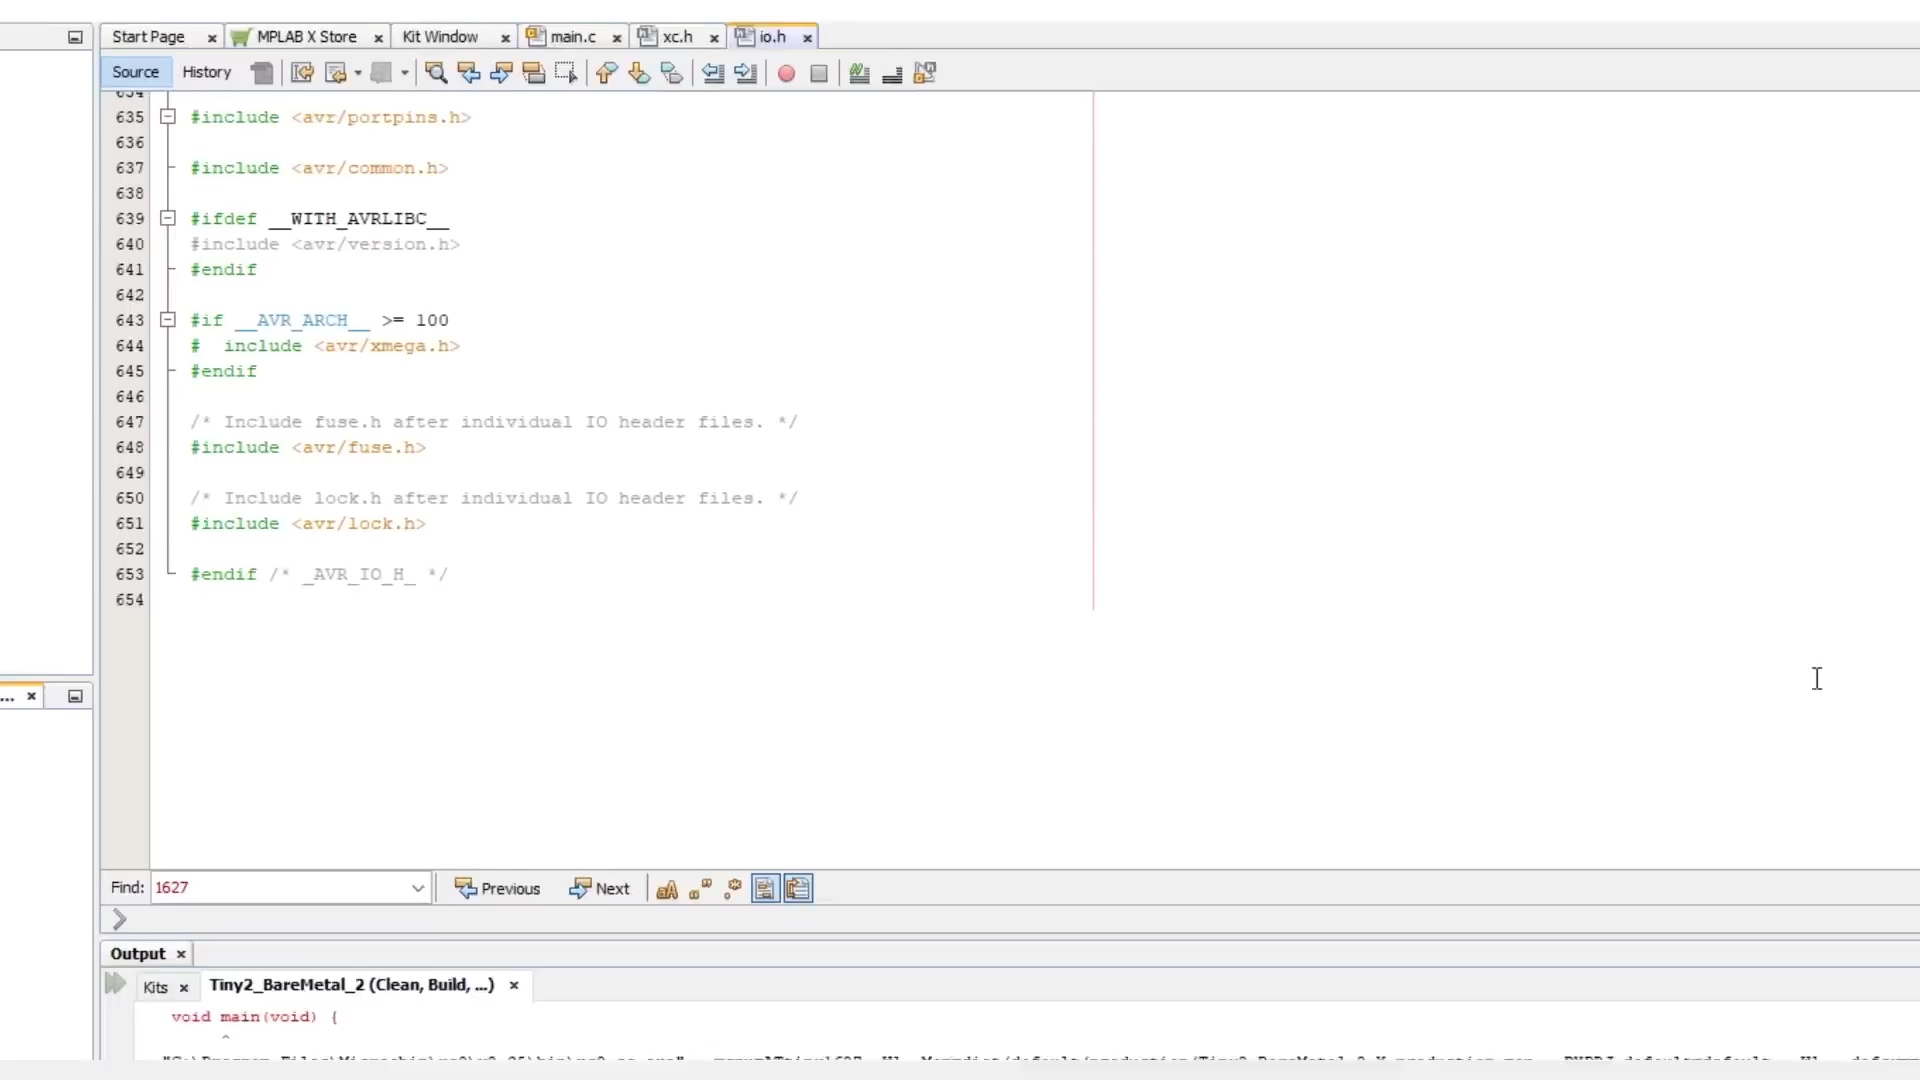 Start Page x MPLAB X Store x Kit Window x main.c x xc.h x io.h x
Source History
634
635 #include <avr/portpins.h>
636
637 #include <avr/common.h>
638
639 #ifdef __WITH_AVRLIBC__
640 #include <avr/version.h>
641 #endif
642
643 #if __AVR_ARCH__ >= 100
644 #  include <avr/xmega.h>
645 #endif
646
647 /* Include fuse.h after individual IO header files. */
648 #include <avr/fuse.h>
649
650 /* Include lock.h after individual IO header files. */
651 #include <avr/lock.h>
652
653 #endif /* _AVR_IO_H_ */
654
... x
Find: 1627 Previous Next
Output x
Kits x Tiny2_BareMetal_2 (Clean, Build, ...) x
void main(void) {
^